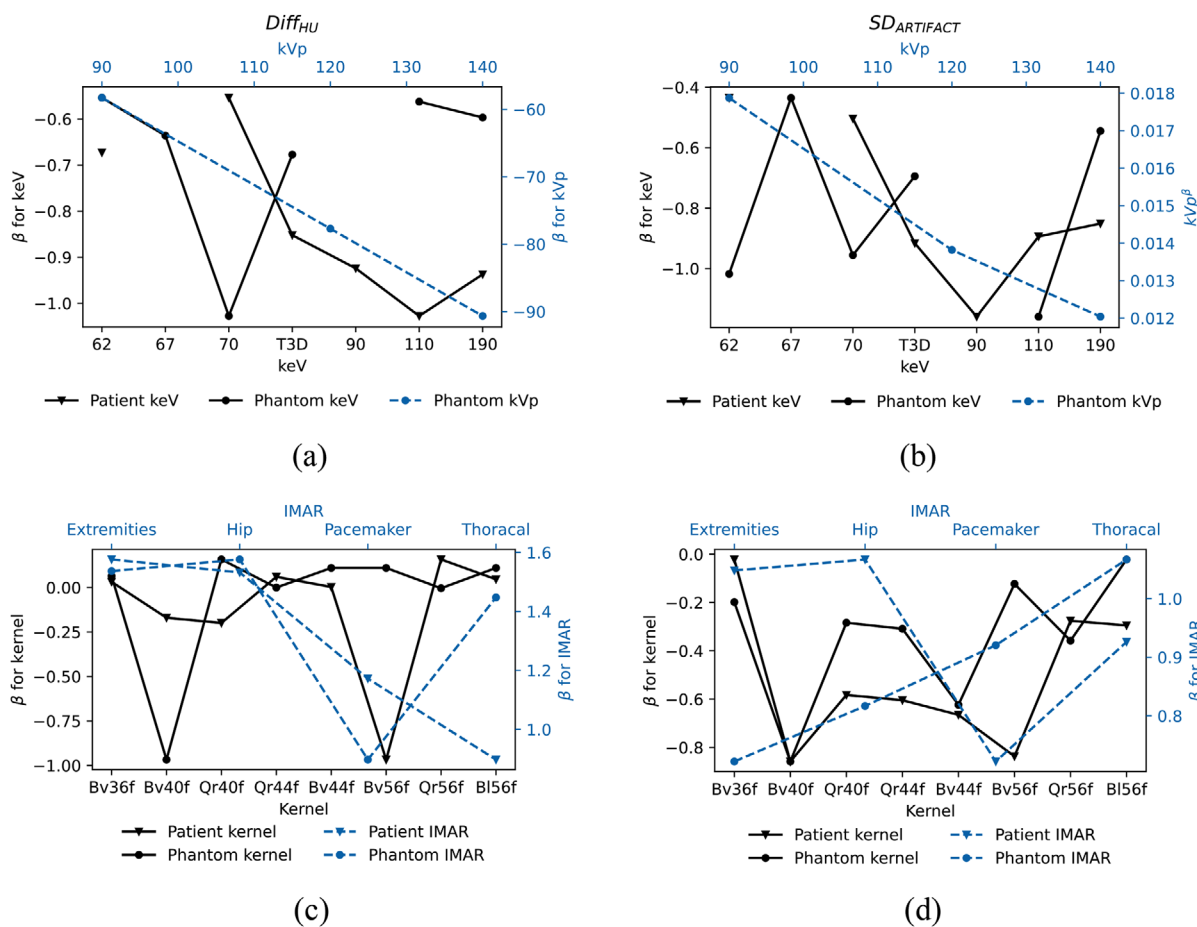 Diff_HU
kVp
90 100 110 120 130 140
β for keV
−0.6
−0.7
−0.8
−0.9
−1.0
−60
−70
−80
−90
β for kVp
62 67 70 T3D 90 110 190
keV
Patient keV Phantom keV Phantom kVp
(a)
SD_ARTIFACT
kVp
90 100 110 120 130 140
β for keV
−0.4
−0.6
−0.8
−1.0
0.018
0.017
0.016
0.015
0.014
0.013
0.012
kVp^β
62 67 70 T3D 90 110 190
keV
Patient keV Phantom keV Phantom kVp
(b)
IMAR
Extremities Hip Pacemaker Thoracal
β for kernel
0.00
−0.25
−0.50
−0.75
−1.00
1.6
1.4
1.2
1.0
β for IMAR
Bv36f Bv40f Qr40f Qr44f Bv44f Bv56f Qr56f Bl56f
Kernel
Patient kernel Patient IMAR
Phantom kernel Phantom IMAR
(c)
IMAR
Extremities Hip Pacemaker Thoracal
β for kernel
0.0
−0.2
−0.4
−0.6
−0.8
1.0
0.9
0.8
β for IMAR
Bv36f Bv40f Qr40f Qr44f Bv44f Bv56f Qr56f Bl56f
Kernel
Patient kernel Patient IMAR
Phantom kernel Phantom IMAR
(d)